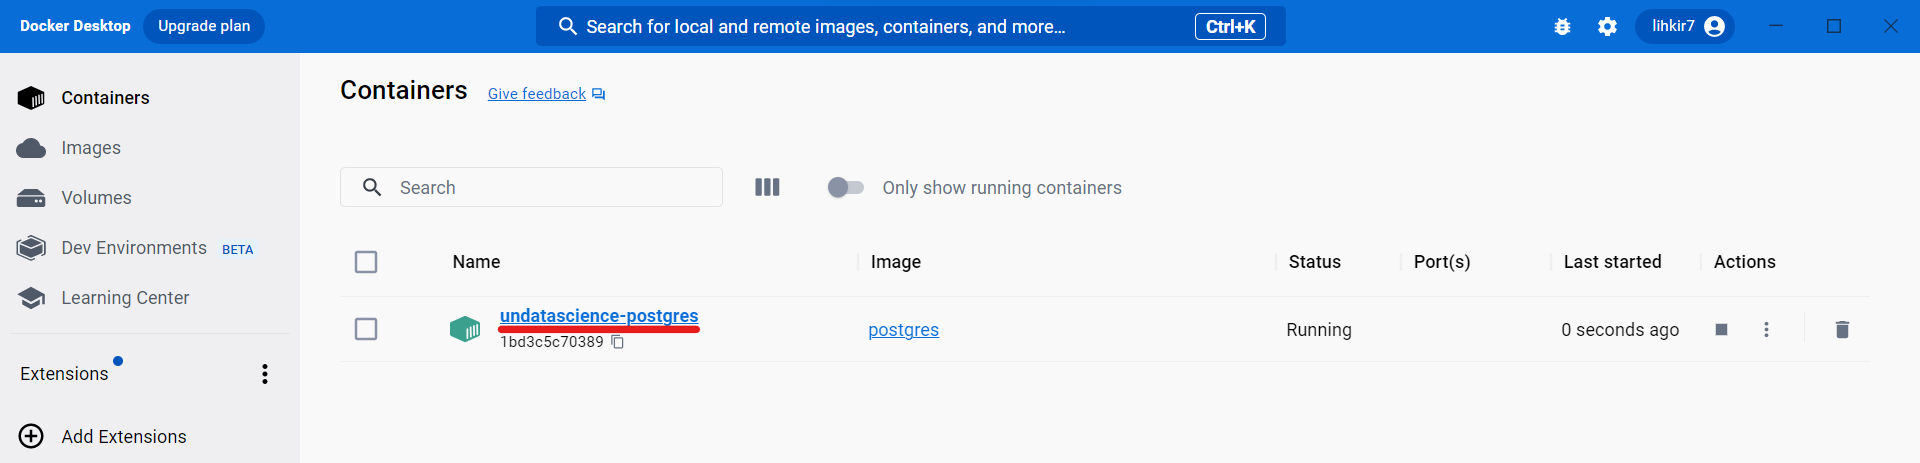 Docker Desktop Upgrade plan Search for local and remote images, containers, and more... Ctrl+K lihkir7
Containers
Images
Volumes
Dev Environments BETA
Learning Center
Extensions
Add Extensions
Containers Give feedback
Search Only show running containers
Name Image Status Port(s) Last started Actions
undatascience-postgres postgres Running 0 seconds ago
1bd3c5c70389